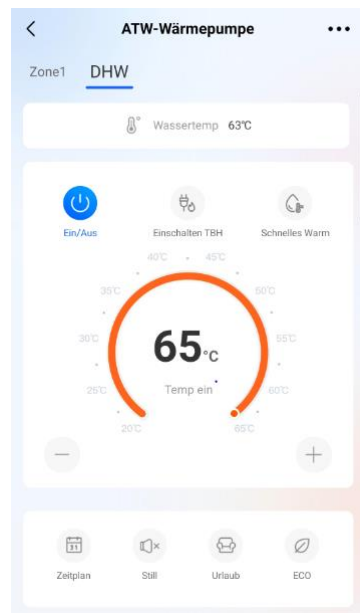 ATW-Wärmepumpe
Zone1 DHW
Wassertemp 63℃
Ein/Aus Einschalten TBH Schnelles Warm
40℃ 45℃
35℃ 60℃
30℃ 55℃
65℃
25℃ 60℃
Temp ein
20℃ 65℃
Zeitplan Still Urlaub ECO